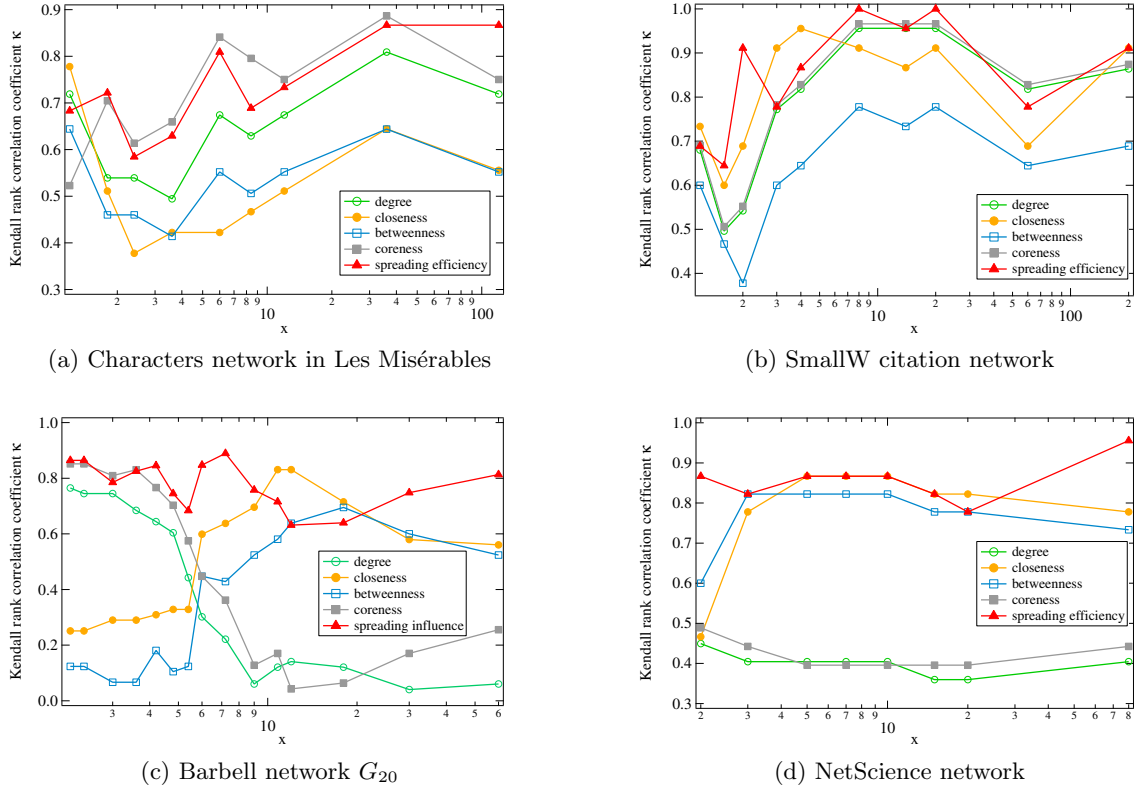 Kendall rank correlation coefficient κ
0.9
0.8
0.7
0.6
0.5
0.4
0.3
degree
closeness
betweenness
coreness
spreading efficiency
2 3 4 5 6 7 8 9 10 2 3 4 5 6 7 8 9 100
x
(a) Characters network in Les Misérables
Kendall rank correlation coefficient κ
1.0
0.9
0.8
0.7
0.6
0.5
0.4
degree
closeness
betweenness
coreness
spreading efficiency
2 3 4 5 6 7 8 9 10 2 3 4 5 6 7 8 9 100 2
x
(b) SmallW citation network
Kendall rank correlation coefficient κ
1.0
0.8
0.6
0.4
0.2
0.0
degree
closeness
betweenness
coreness
spreading influence
3 4 5 6 7 8 9 10 2 3 4 5 6
x
(c) Barbell network G20
Kendall rank correlation coefficient κ
1.0
0.9
0.8
0.7
0.6
0.5
0.4
0.3
degree
closeness
betweenness
coreness
spreading efficiency
2 3 4 5 6 7 8 9 10 2 3 4 5 6 7 8
x
(d) NetScience network